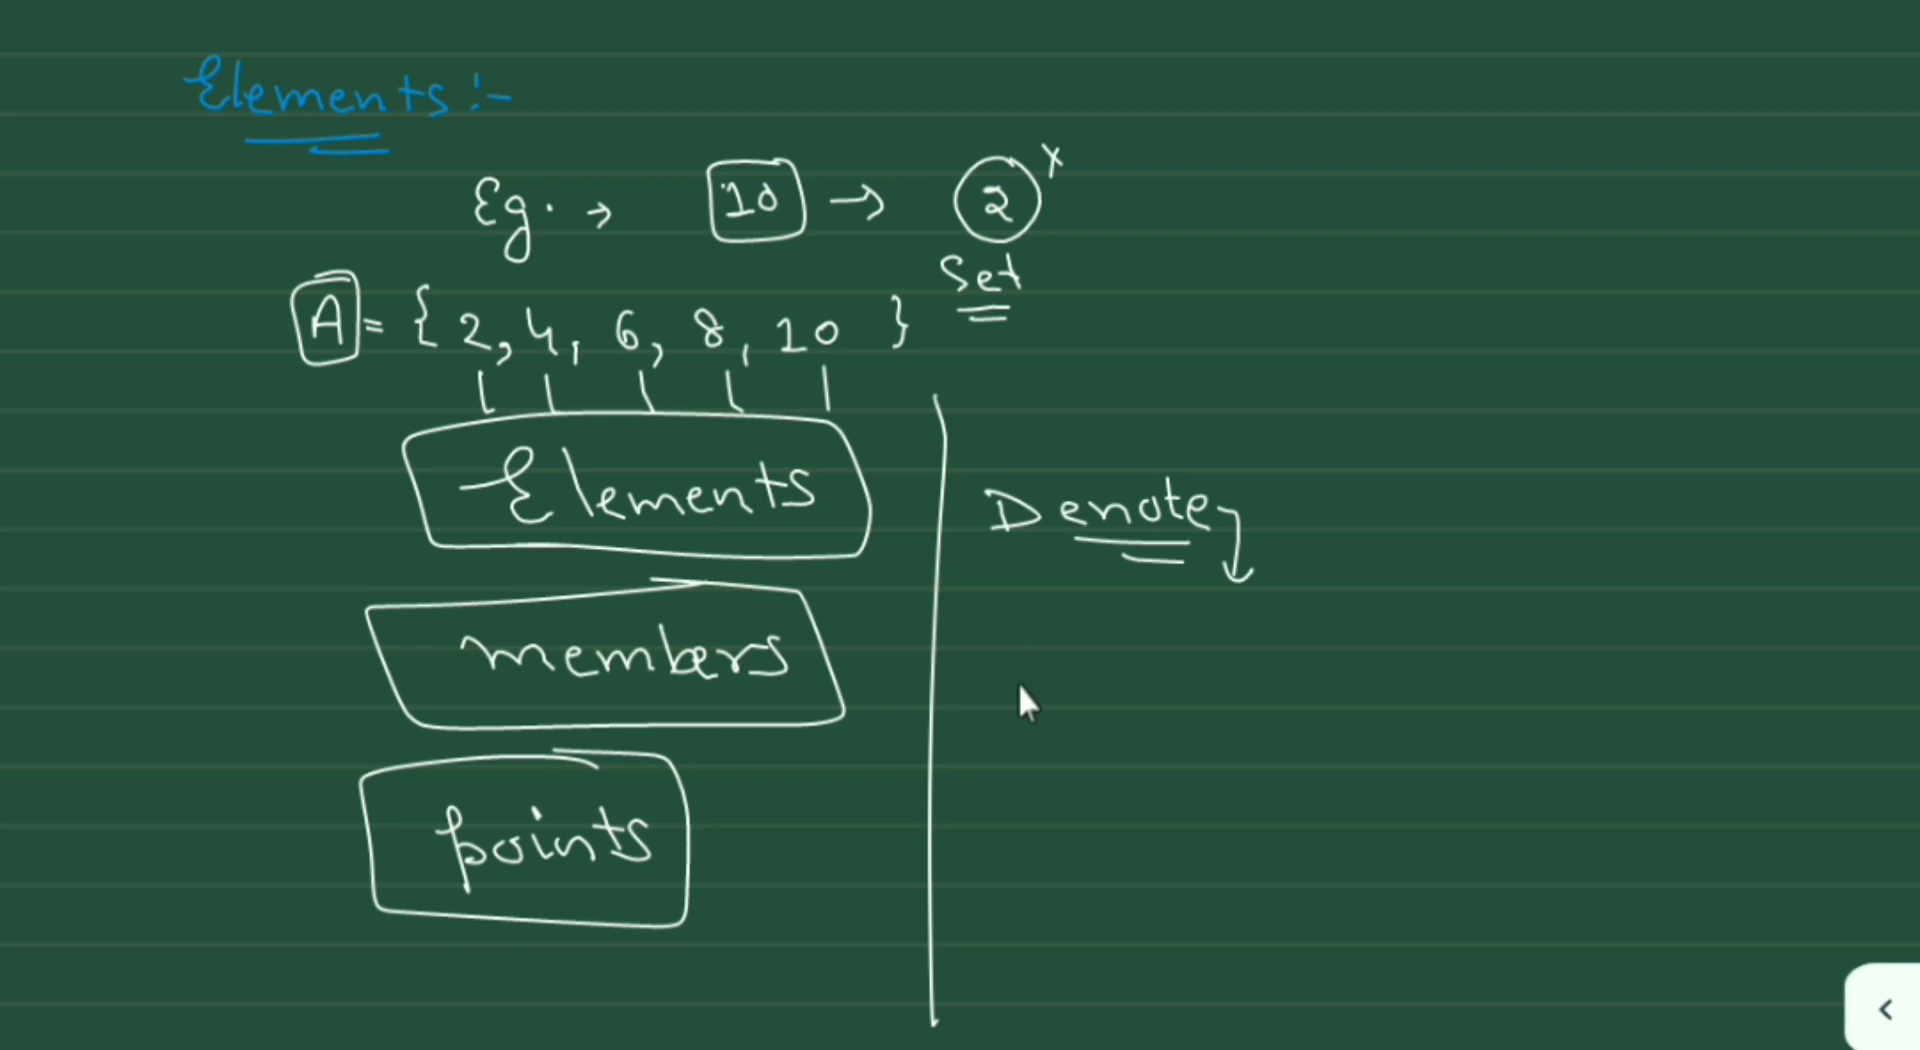 Elements :-
Eg. → 10 → 2 x
Set
A = { 2, 4, 6, 8, 10 }
Elements
members
points
Denote